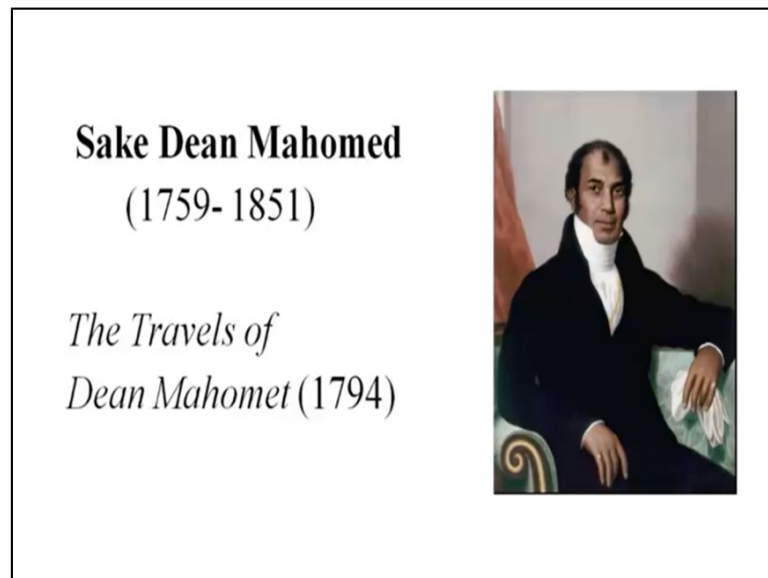 Sake Dean Mahomed
(1759- 1851)
The Travels of
Dean Mahomet (1794)